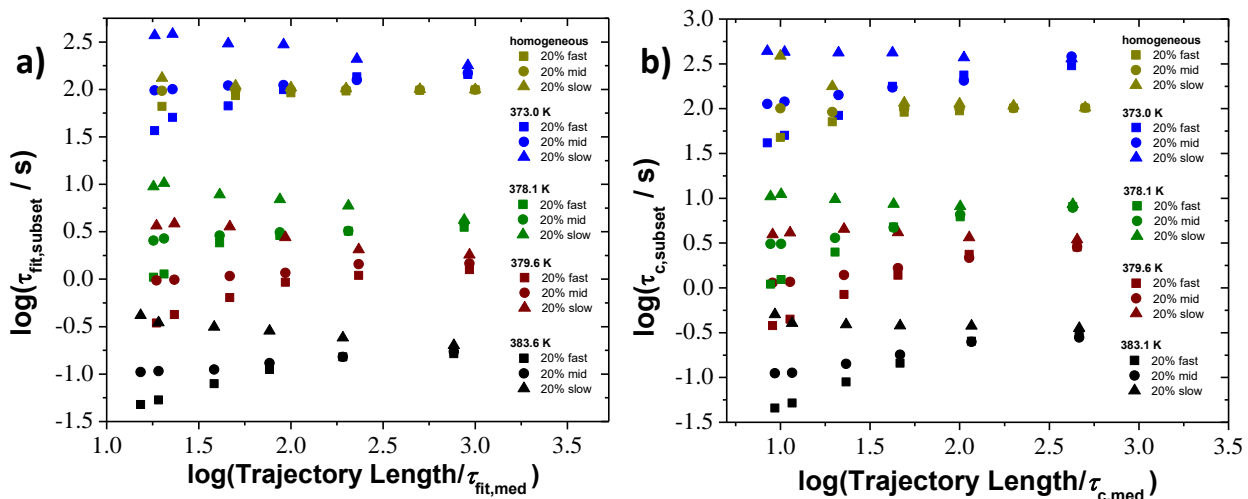 a)
log(τfit,subset / s)
2.5
2.0
1.5
1.0
0.5
0.0
-0.5
-1.0
-1.5
1.0 1.5 2.0 2.5 3.0 3.5
log(Trajectory Length/τfit,med)
homogeneous
20% fast
20% mid
20% slow
373.0 K
20% fast
20% mid
20% slow
378.1 K
20% fast
20% mid
20% slow
379.6 K
20% fast
20% mid
20% slow
383.6 K
20% fast
20% mid
20% slow
b)
log(τc,subset / s)
3.0
2.5
2.0
1.5
1.0
0.5
0.0
-0.5
-1.0
-1.5
1.0 1.5 2.0 2.5 3.0 3.5
log(Trajectory Length/τc,med)
homogeneous
20% fast
20% mid
20% slow
373.0 K
20% fast
20% mid
20% slow
378.1 K
20% fast
20% mid
20% slow
379.6 K
20% fast
20% mid
20% slow
383.1 K
20% fast
20% mid
20% slow